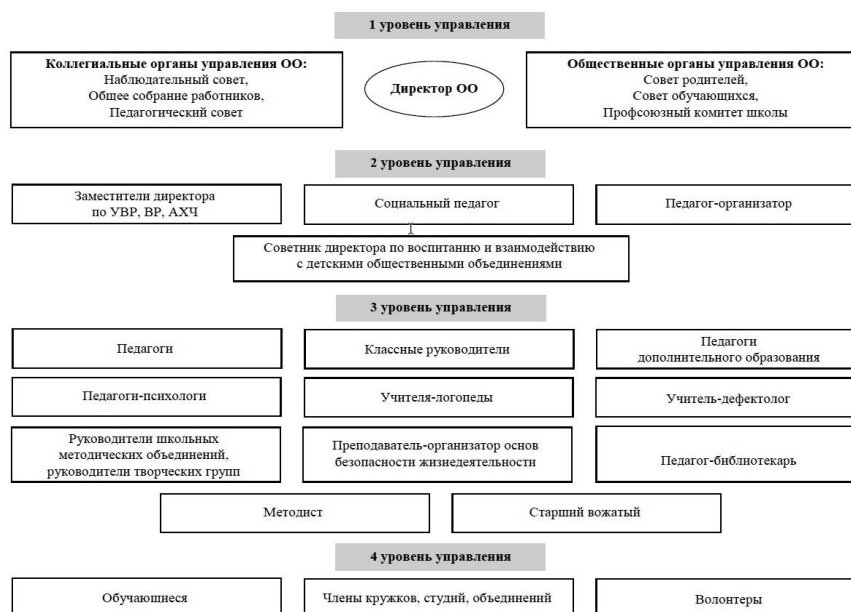 1 уровень управления
Коллегиальные органы управления ОО:
Наблюдательный совет,
Общее собрание работников,
Педагогический совет
Директор ОО
Общественные органы управления ОО:
Совет родителей,
Совет обучающихся,
Профсоюзный комитет школы
2 уровень управления
Заместители директора
по УВР, ВР, АХЧ
Социальный педагог
Педагог-организатор
Советник директора по воспитанию и взаимодействию
с детскими общественными объединениями
3 уровень управления
Педагоги
Классные руководители
Педагоги
дополнительного образования
Педагоги-психологи
Учителя-логопеды
Учитель-дефектолог
Руководители школьных
методических объединений,
руководители творческих групп
Преподаватель-организатор основ
безопасности жизнедеятельности
Педагог-библиотекарь
Методист
Старший вожатый
4 уровень управления
Обучающиеся
Члены кружков, студий, объединений
Волонтеры